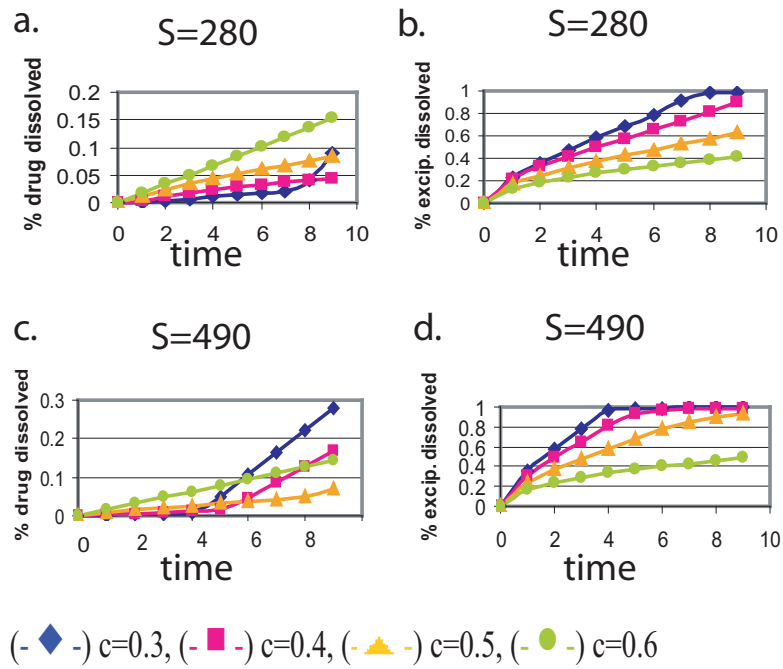 a.
S=280
% drug dissolved
0.2
0.15
0.1
0.05
0
0 2 4 6 8 10
time
b.
S=280
% excip. dissolved
1
0.8
0.6
0.4
0.2
0
0 2 4 6 8 10
time
c.
S=490
% drug dissolved
0.3
0.2
0.1
0
0 2 4 6 8
time
d.
S=490
% excip. dissolved
1
0.8
0.6
0.4
0.2
0
0 2 4 6 8 10
time
(- -) c=0.3, (- -) c=0.4, (- -) c=0.5, (- -) c=0.6